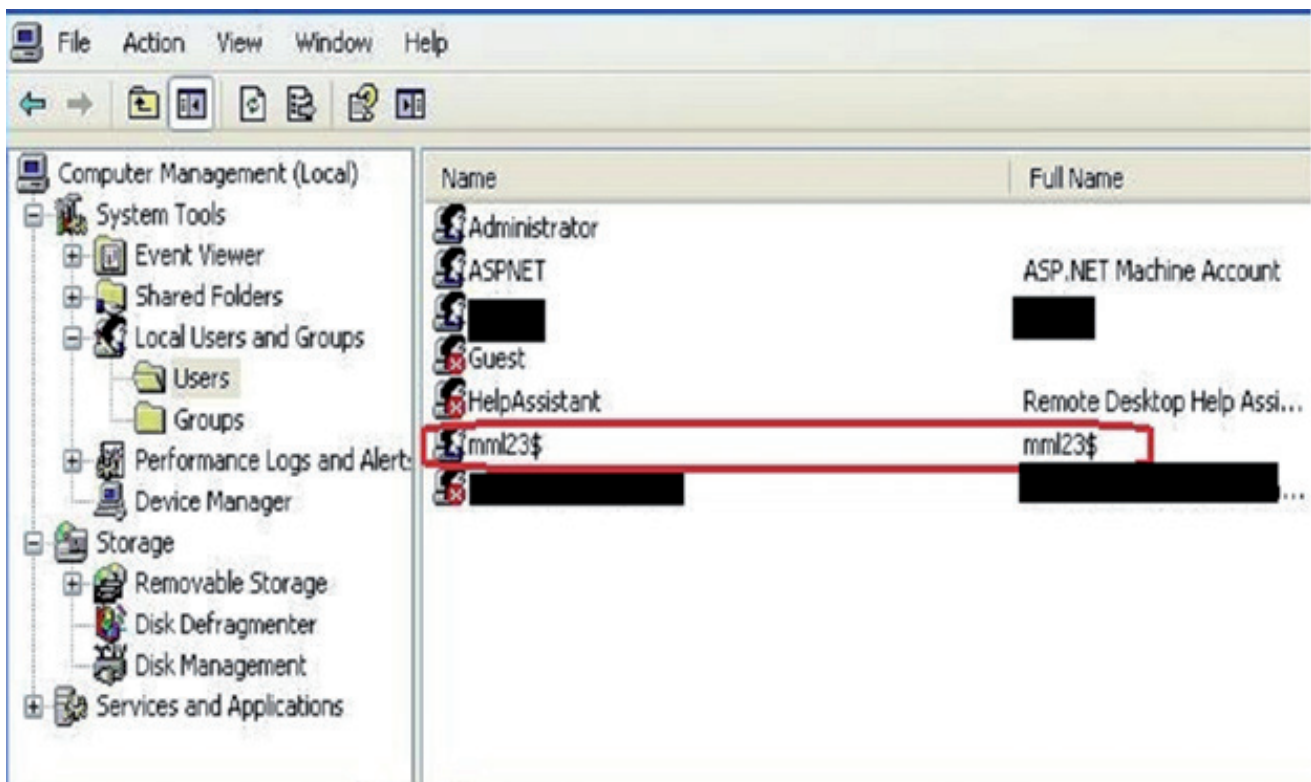 File Action View Window Help
Computer Management (Local)
System Tools
Event Viewer
Shared Folders
Local Users and Groups
Users
Groups
Performance Logs and Alert:
Device Manager
Storage
Removable Storage
Disk Defragmenter
Disk Management
Services and Applications
Name Full Name
Administrator
ASPNET ASP.NET Machine Account
Guest
HelpAssistant Remote Desktop Help Assi...
mml23$ mml23$
...